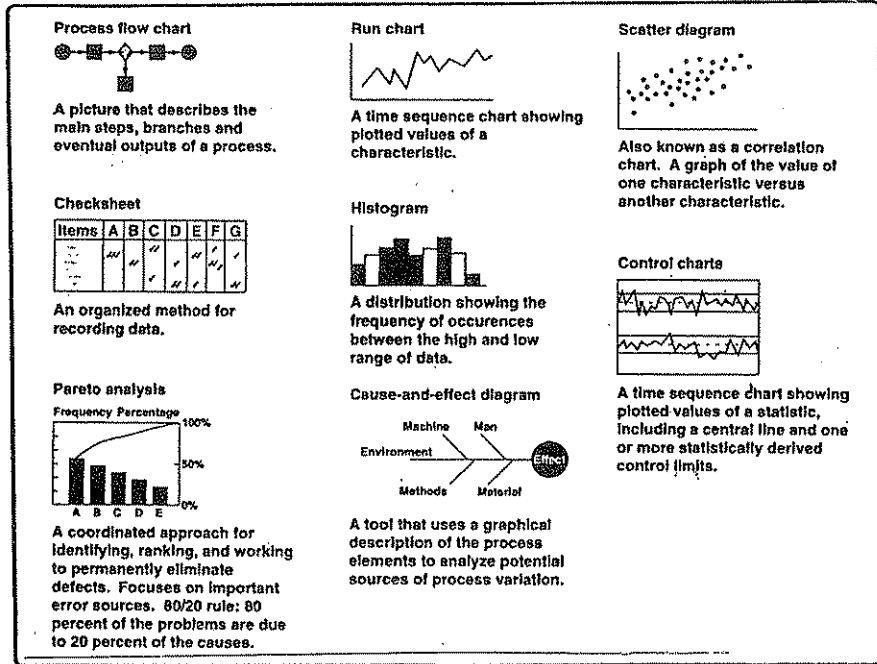 Process flow chart
A picture that describes the
main steps, branches and
eventual outputs of a process.
Checksheet
Items A B C D E F G
An organized method for
recording data.
Pareto analysis
Frequency Percentage
100%
50%
0%
A B C D E
A coordinated approach for
identifying, ranking, and working
to permanently eliminate
defects. Focuses on important
error sources. 80/20 rule: 80
percent of the problems are due
to 20 percent of the causes.
Run chart
A time sequence chart showing
plotted values of a
characteristic.
Histogram
A distribution showing the
frequency of occurences
between the high and low
range of data.
Cause-and-effect diagram
Machine Man
Environment
Effect
Methods Material
A tool that uses a graphical
description of the process
elements to analyze potential
sources of process variation.
Scatter diagram
Also known as a correlation
chart. A graph of the value of
one characteristic versus
another characteristic.
Control charts
A time sequence chart showing
plotted values of a statistic,
including a central line and one
or more statistically derived
control limits.